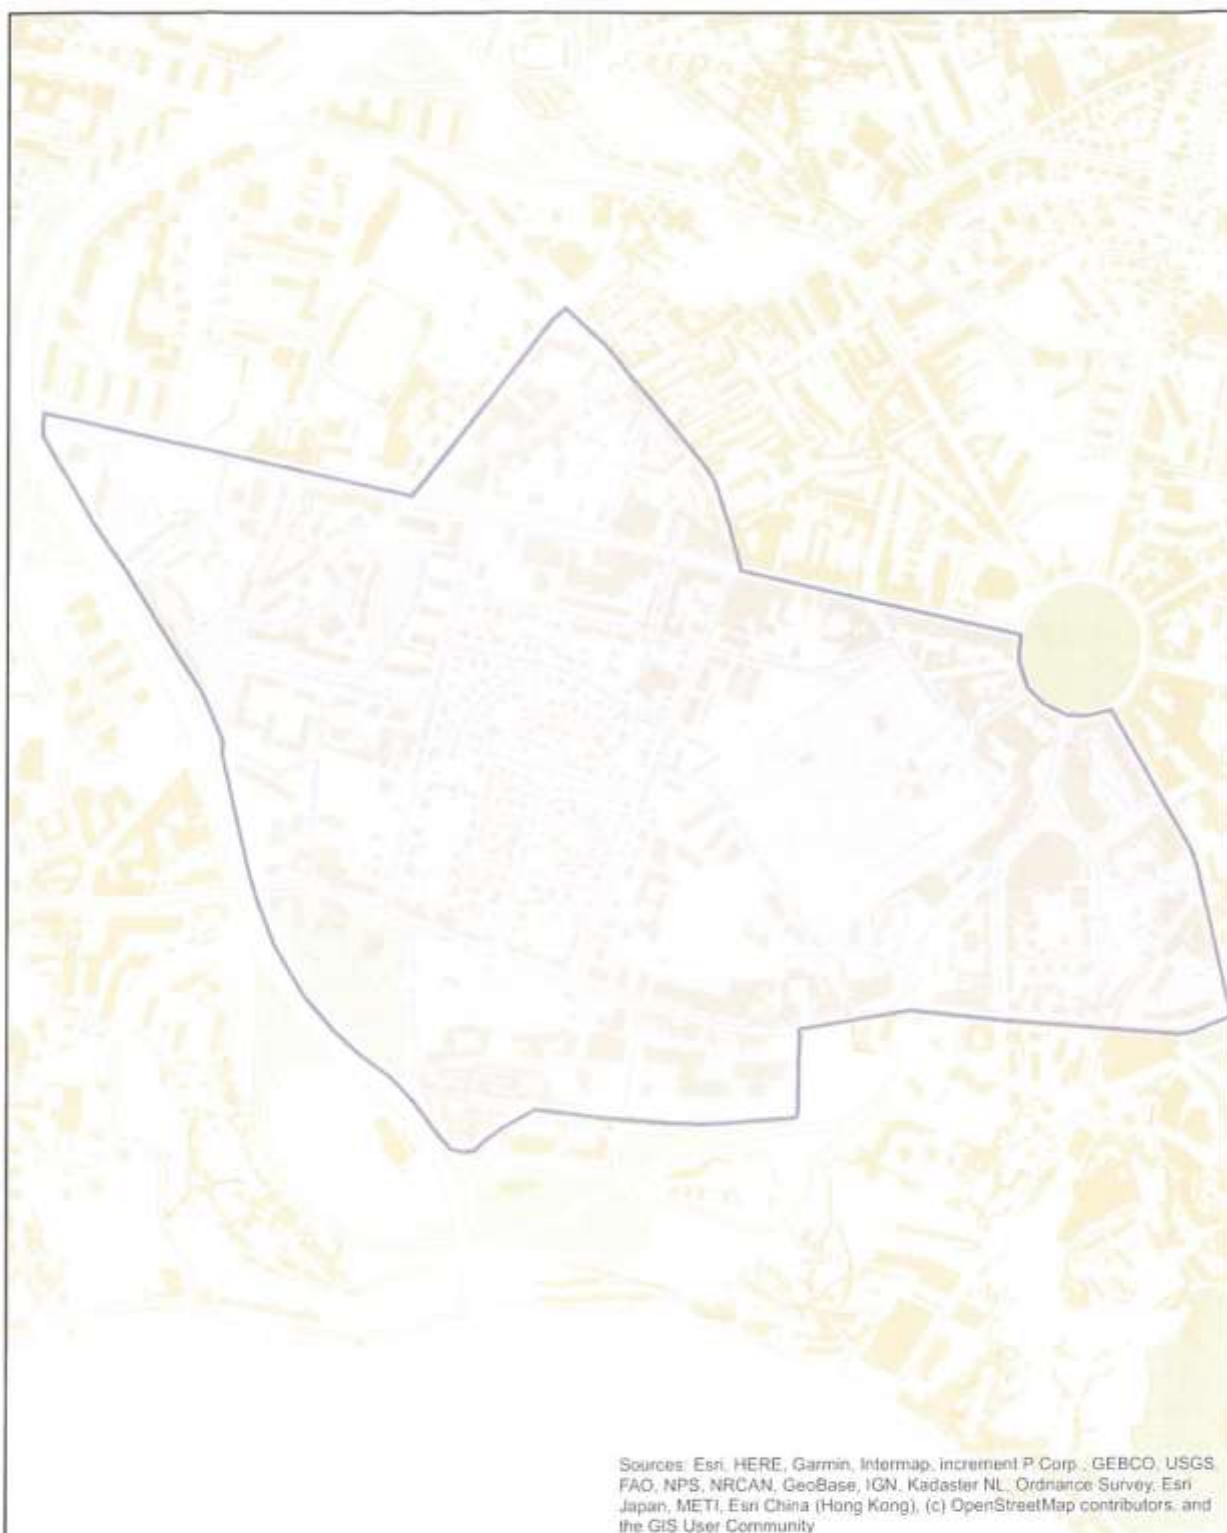 Sources: Esri, HERE, Garmin, Intermap, increment P Corp., GEBCO, USGS,
FAO, NPS, NRCAN, GeoBase, IGN, Kadaster NL, Ordnance Survey, Esri
Japan, METI, Esri China (Hong Kong), (c) OpenStreetMap contributors, and
the GIS User Community